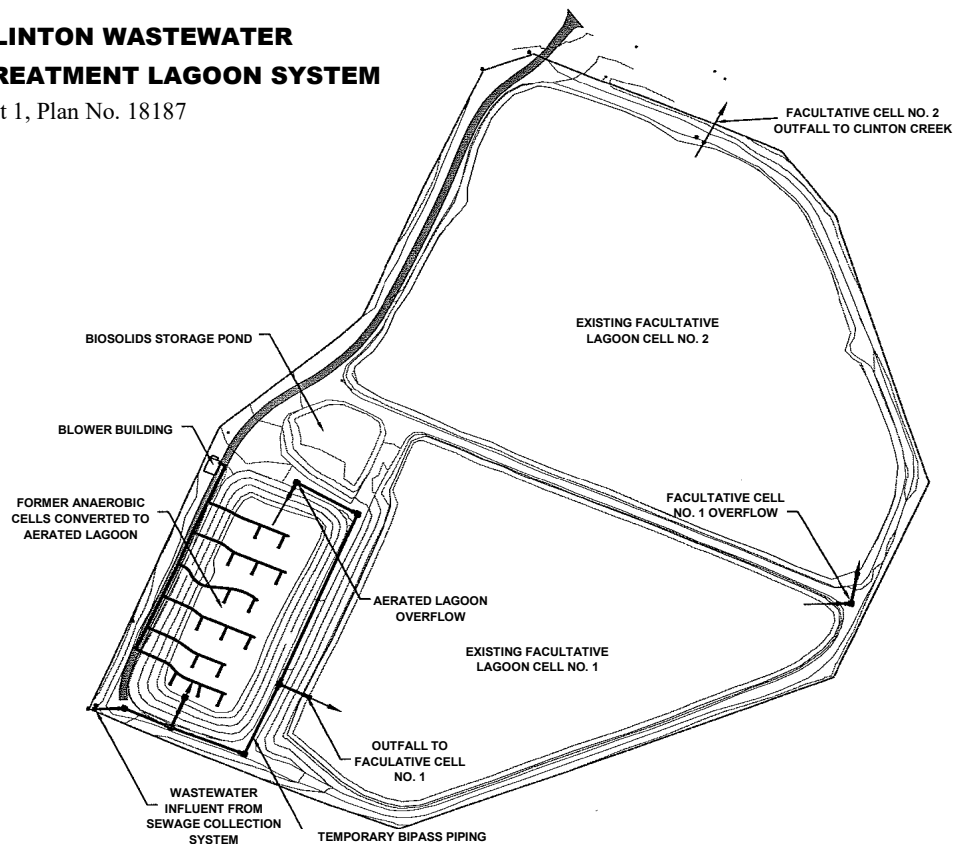 LINTON WASTEWATER
REATMENT LAGOON SYSTEM
t 1, Plan No. 18187
FACULTATIVE CELL NO. 2
OUTFALL TO CLINTON CREEK
EXISTING FACULTATIVE
LAGOON CELL NO. 2
BIOSOLIDS STORAGE POND
BLOWER BUILDING
FORMER ANAEROBIC
CELLS CONVERTED TO
AERATED LAGOON
FACULTATIVE CELL
NO. 1 OVERFLOW
AERATED LAGOON
OVERFLOW
EXISTING FACULTATIVE
LAGOON CELL NO. 1
OUTFALL TO
FACULATIVE CELL
NO. 1
WASTEWATER
INFLUENT FROM
SEWAGE COLLECTION
SYSTEM
TEMPORARY BIPASS PIPING